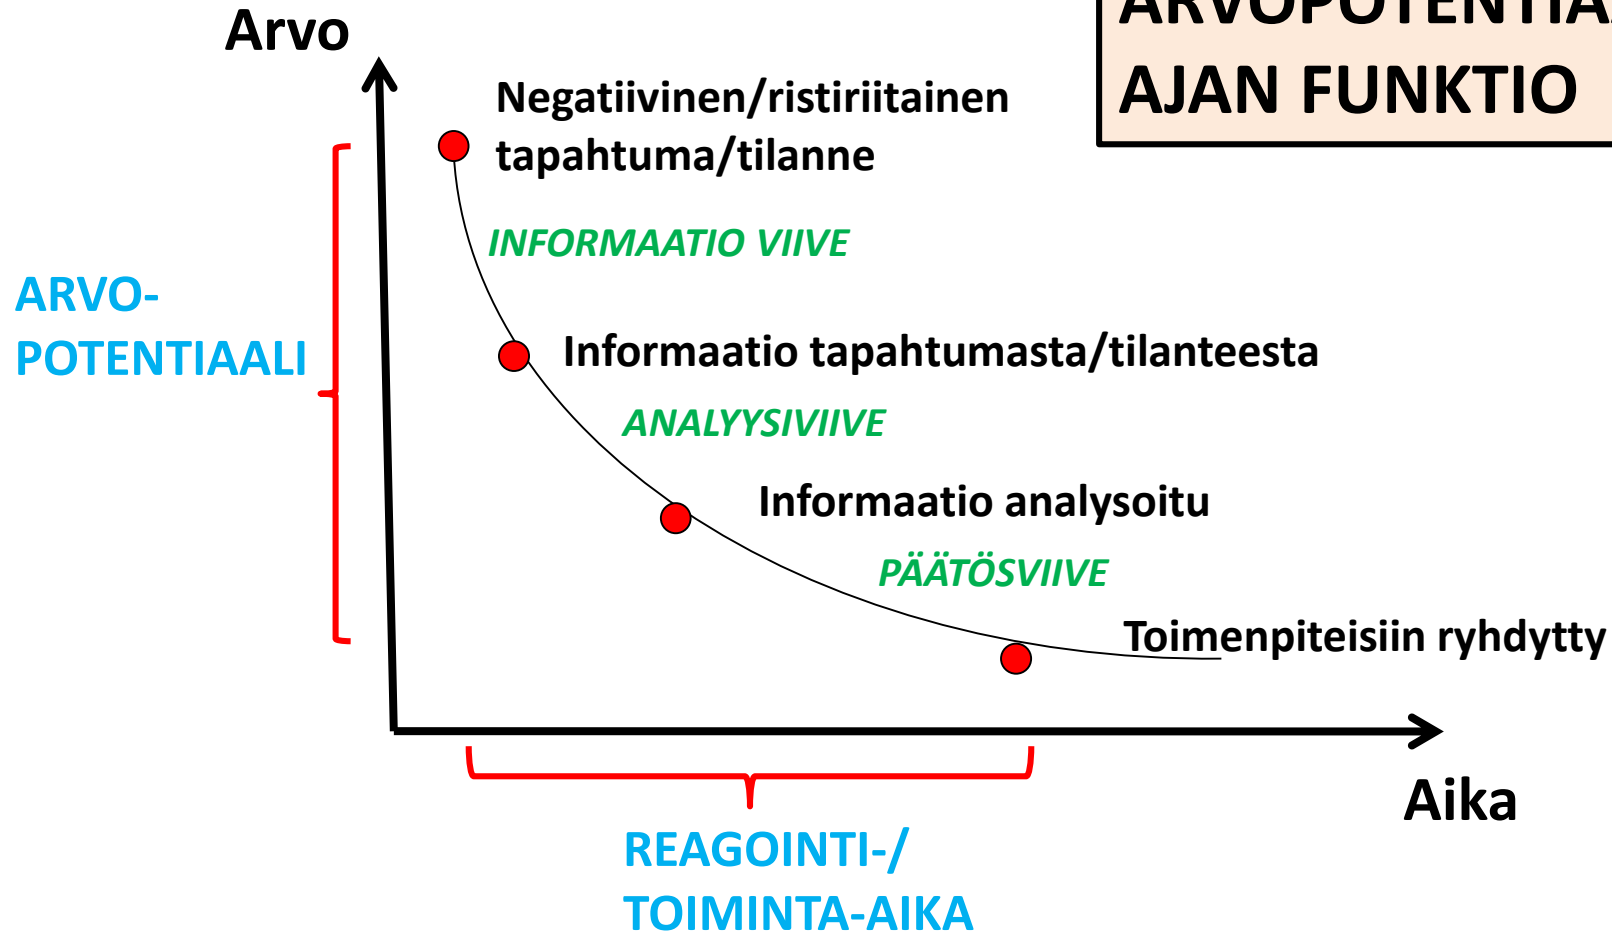 Arvo
AJAN FUNKTIO
Negatiivinen/ristiriitainen
tapahtuma/tilanne
INFORMAATIO VIIVE
ARVO-
POTENTIAALI
Informaatio tapahtumasta/tilanteesta
ANALYYSIVIIVE
Informaatio analysoitu
PÄÄTÖSVIIVE
Toimenpiteisiin ryhdytty
Aika
REAGOINTI-/
TOIMINTA-AIKA